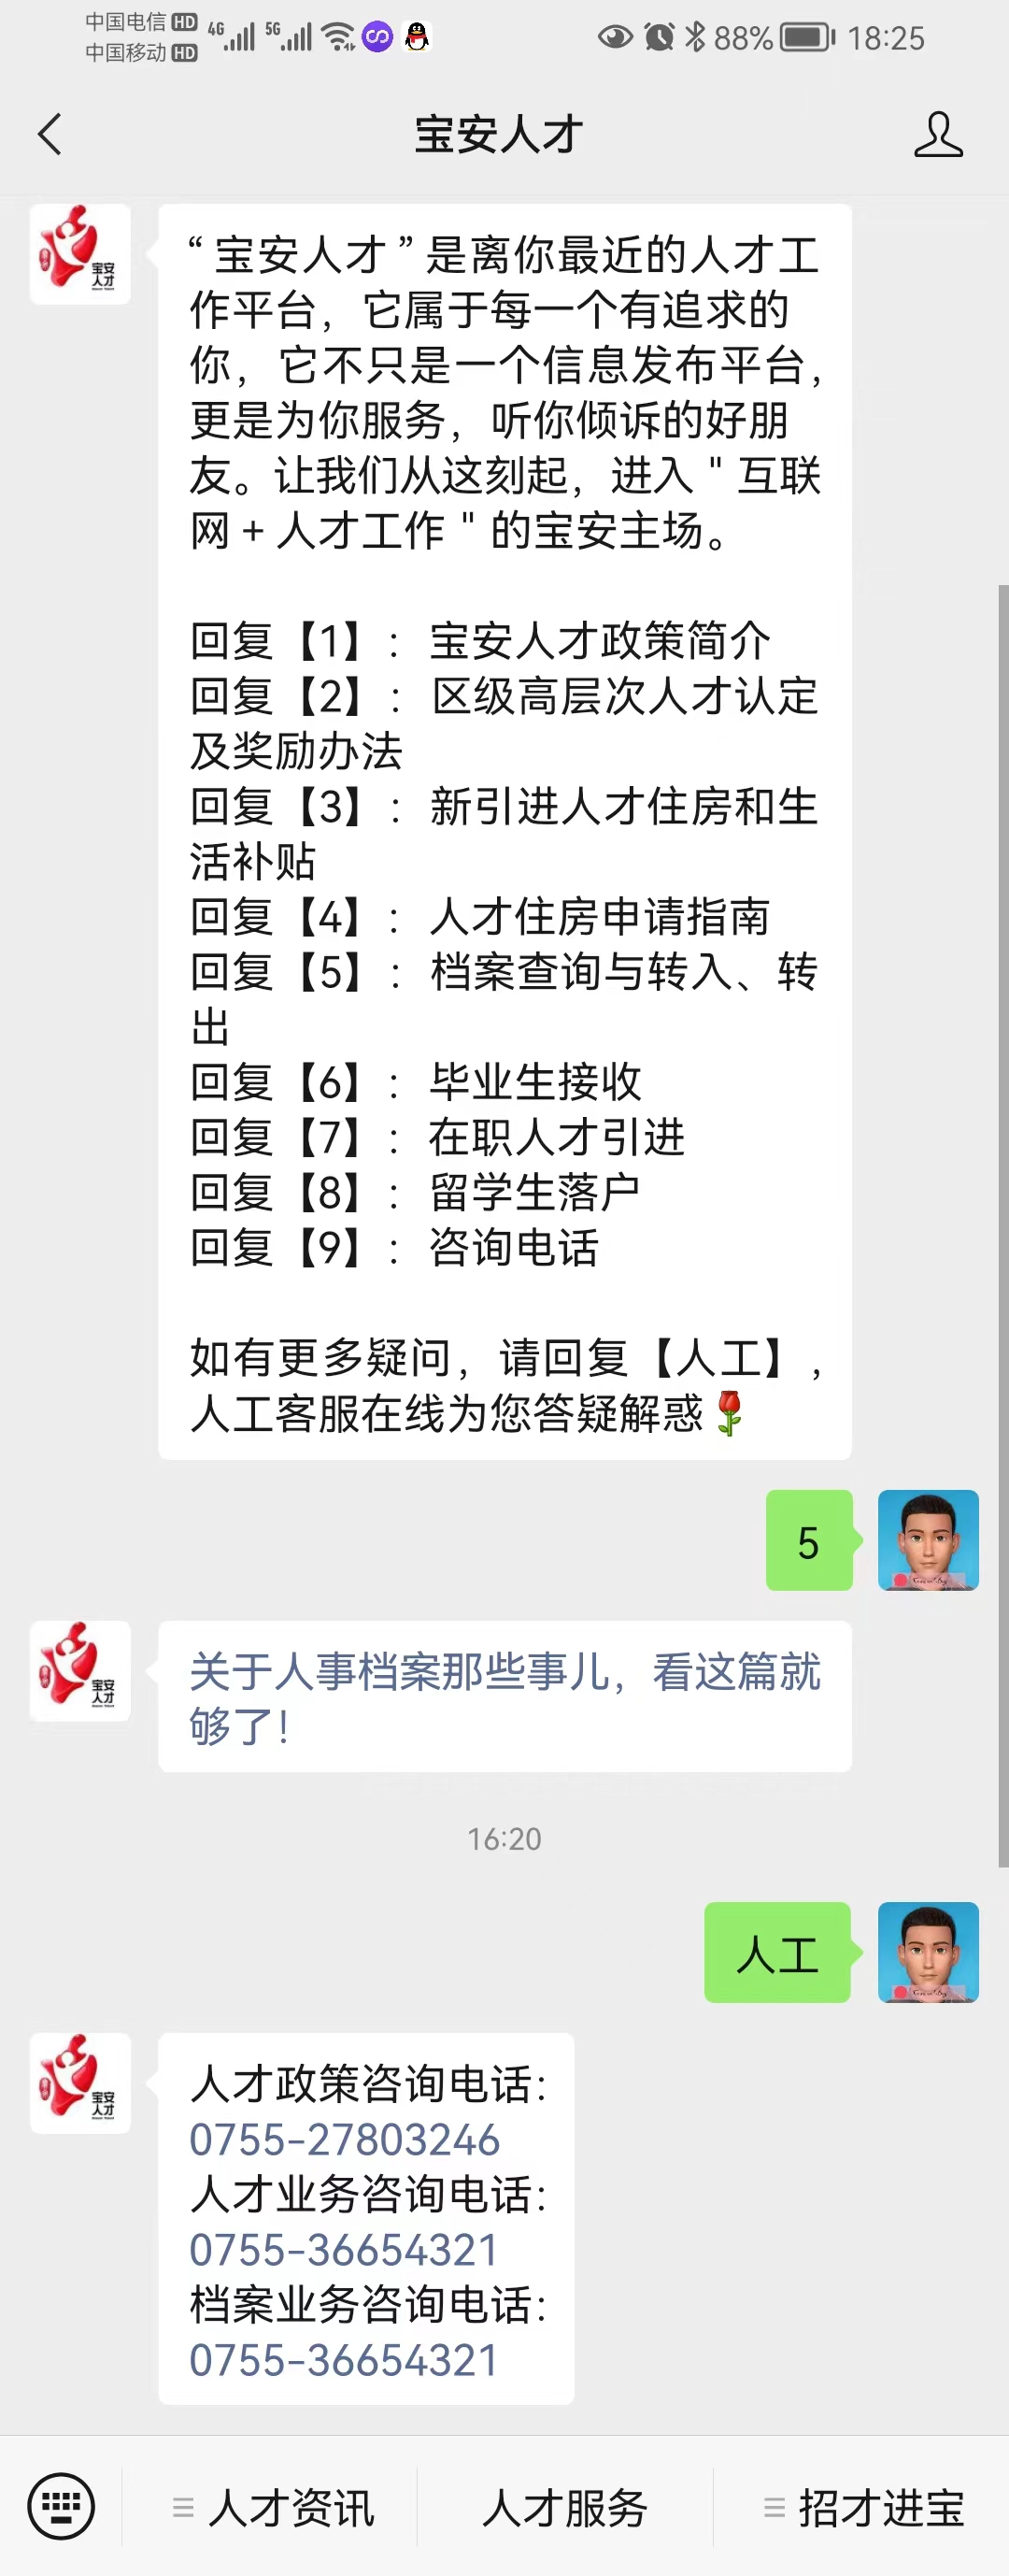 中国电信 HD 4G 5G 88% 18:25
中国移动 HD
宝安人才
“宝安人才”是离你最近的人才工
作平台，它属于每一个有追求的
你，它不只是一个信息发布平台，
更是为你服务，听你倾诉的好朋
友。让我们从这刻起，进入＂互联
网＋人才工作＂的宝安主场。
回复【1】：宝安人才政策简介
回复【2】：区级高层次人才认定
及奖励办法
回复【3】：新引进人才住房和生
活补贴
回复【4】：人才住房申请指南
回复【5】：档案查询与转入、转
出
回复【6】：毕业生接收
回复【7】：在职人才引进
回复【8】：留学生落户
回复【9】：咨询电话
如有更多疑问，请回复【人工】，
人工客服在线为您答疑解惑
5
关于人事档案那些事儿，看这篇就
够了！
16:20
人工
人才政策咨询电话：
0755-27803246
人才业务咨询电话：
0755-36654321
档案业务咨询电话：
0755-36654321
人才资讯
人才服务
招才进宝